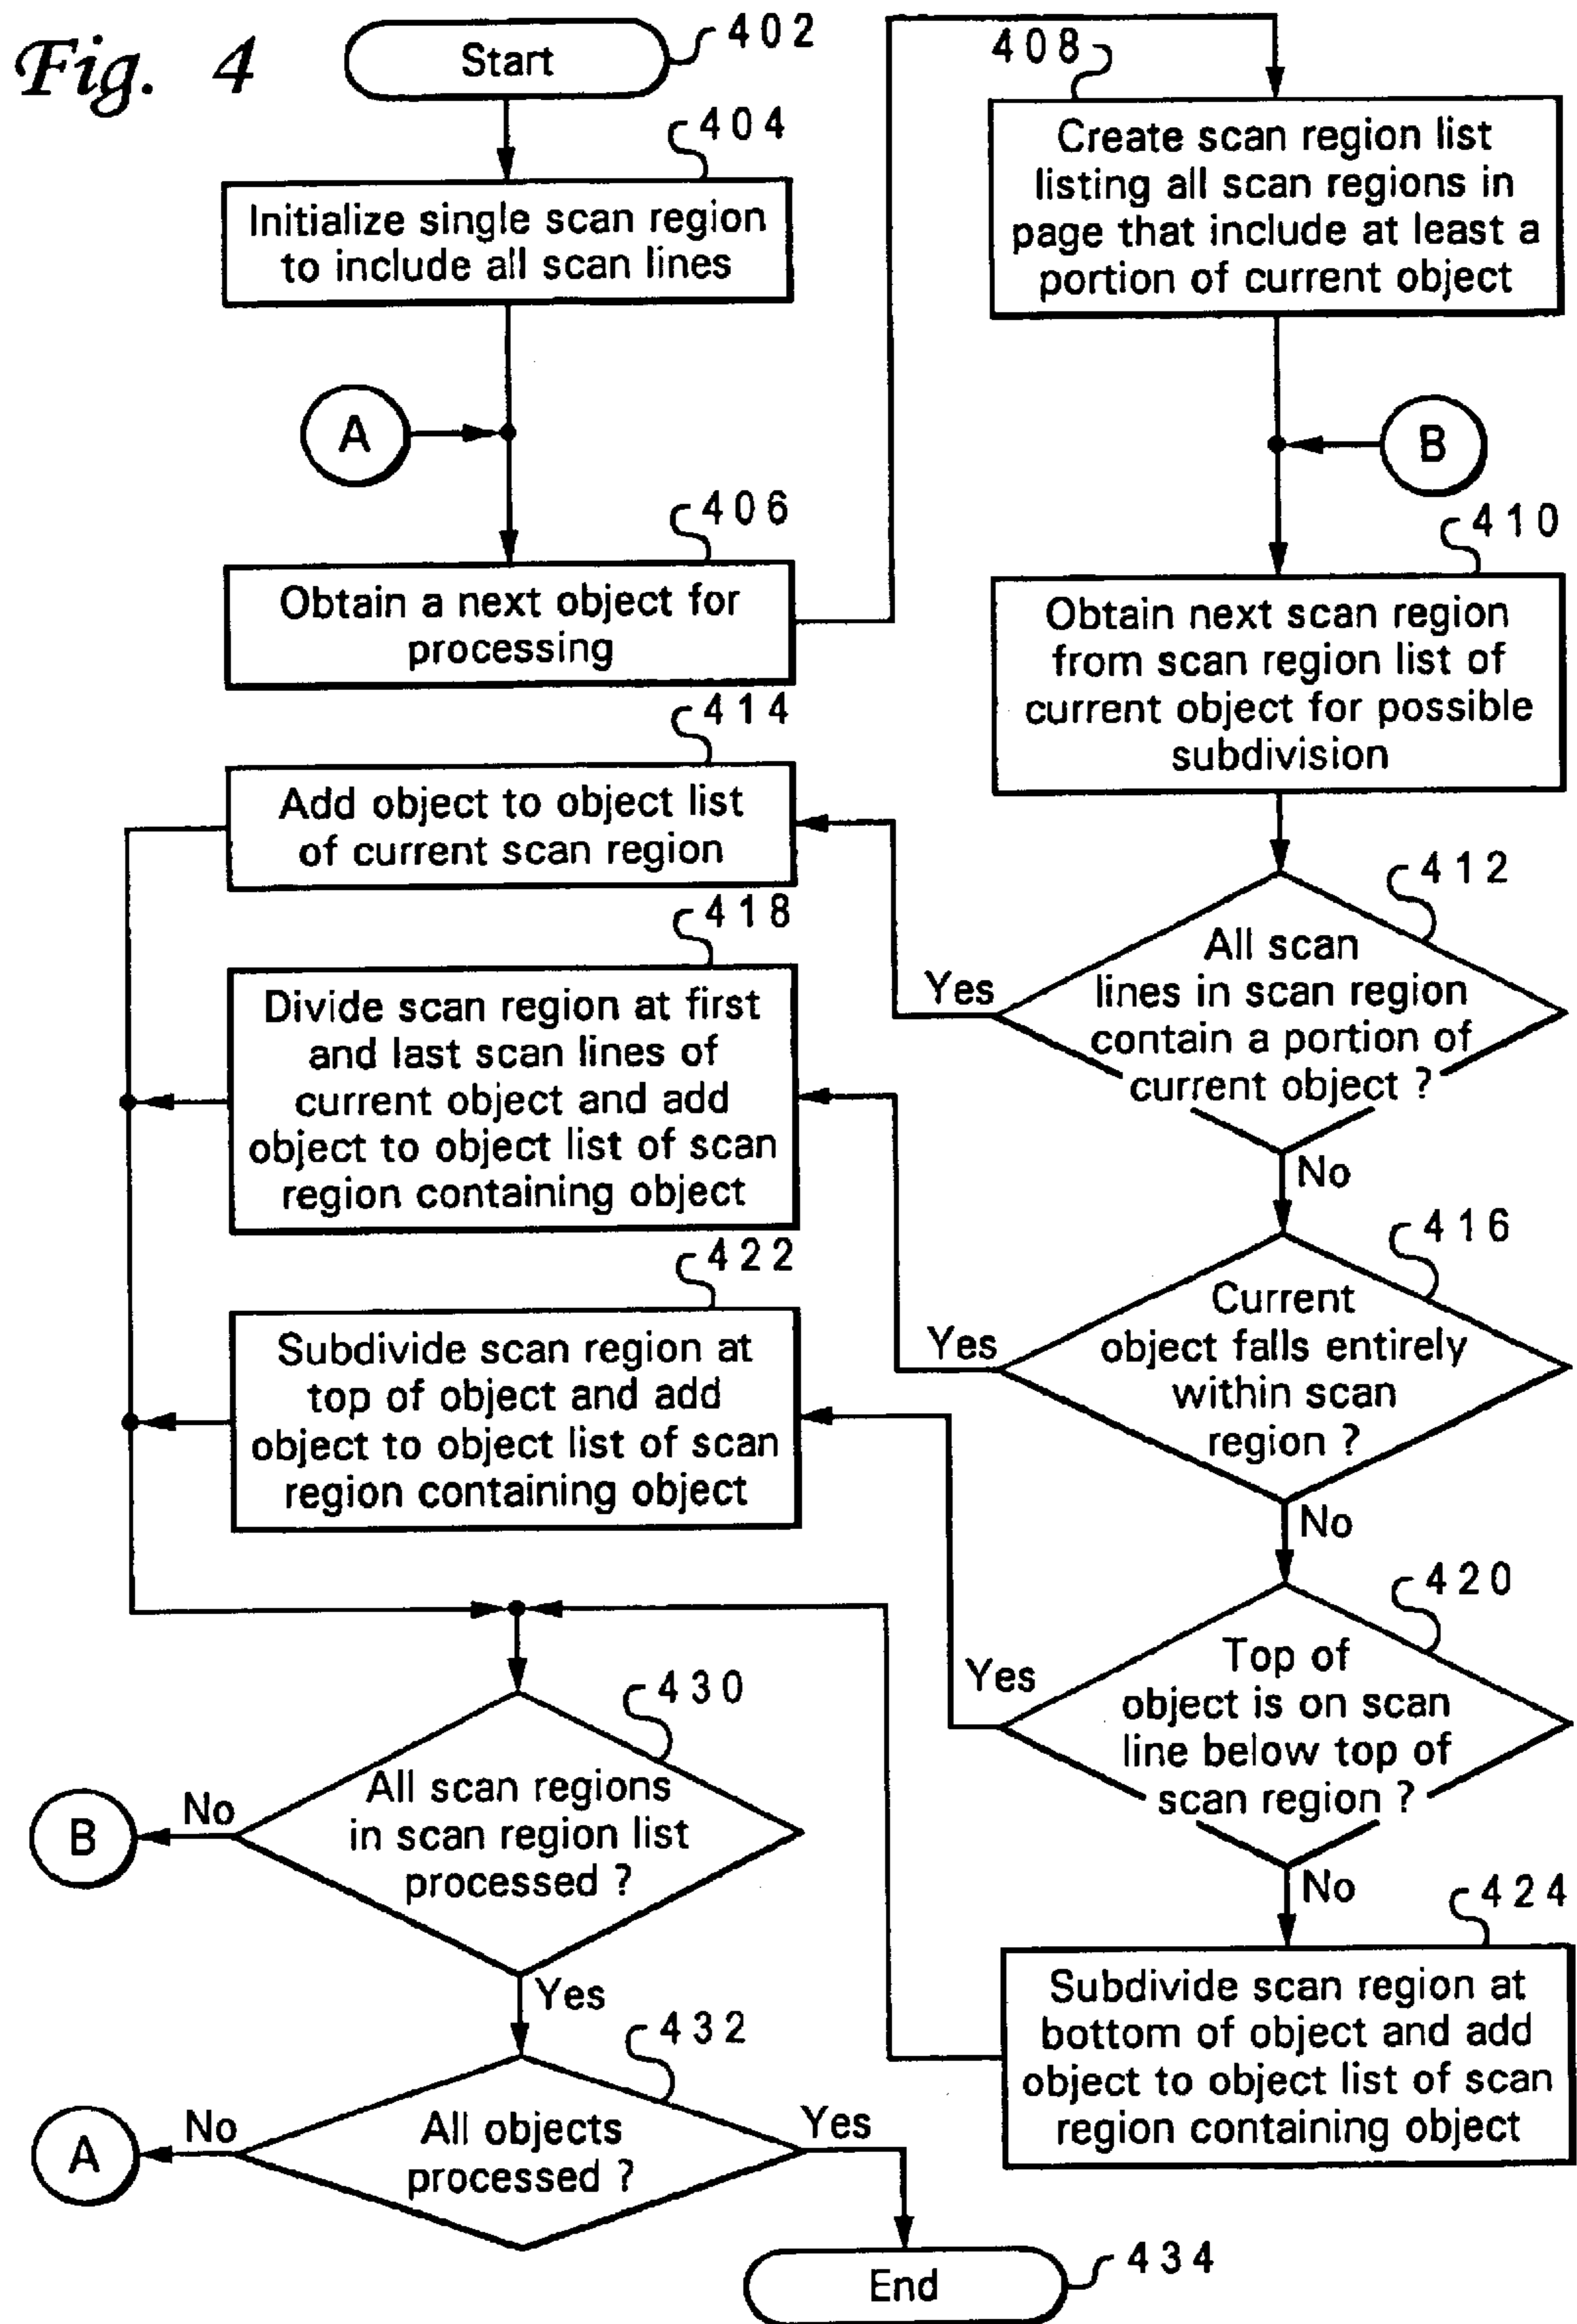 Fig. 4
Start
402
404
Initialize single scan region
to include all scan lines
A
406
Obtain a next object for
processing
408
Create scan region list
listing all scan regions in
page that include at least a
portion of current object
B
410
Obtain next scan region
from scan region list of
current object for possible
subdivision
412
All scan
lines in scan region
contain a portion of
current object ?
Yes
No
414
Add object to object list
of current scan region
416
Current
object falls entirely
within scan
region ?
Yes
No
418
Divide scan region at first
and last scan lines of
current object and add
object to object list of scan
region containing object
420
Top of
object is on scan
line below top of
scan region ?
Yes
No
422
Subdivide scan region at
top of object and add
object to object list of scan
region containing object
424
Subdivide scan region at
bottom of object and add
object to object list of scan
region containing object
430
All scan regions
in scan region list
processed ?
No
B
Yes
432
All objects
processed ?
No
A
Yes
End
434